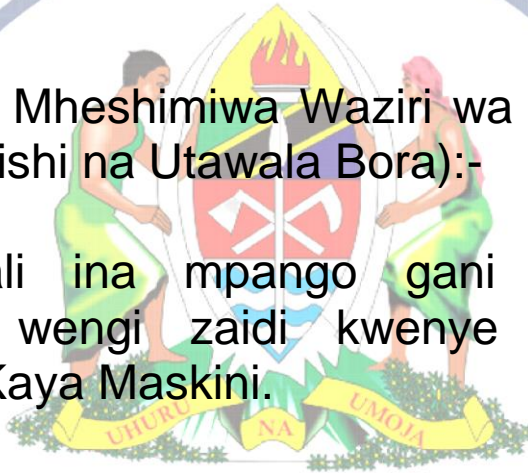 Mheshimiwa Waziri wa
ishi na Utawala Bora):-
ali ina mpango gani
wengi zaidi kwenye
Kaya Maskini.
UHURU NA UMOJA